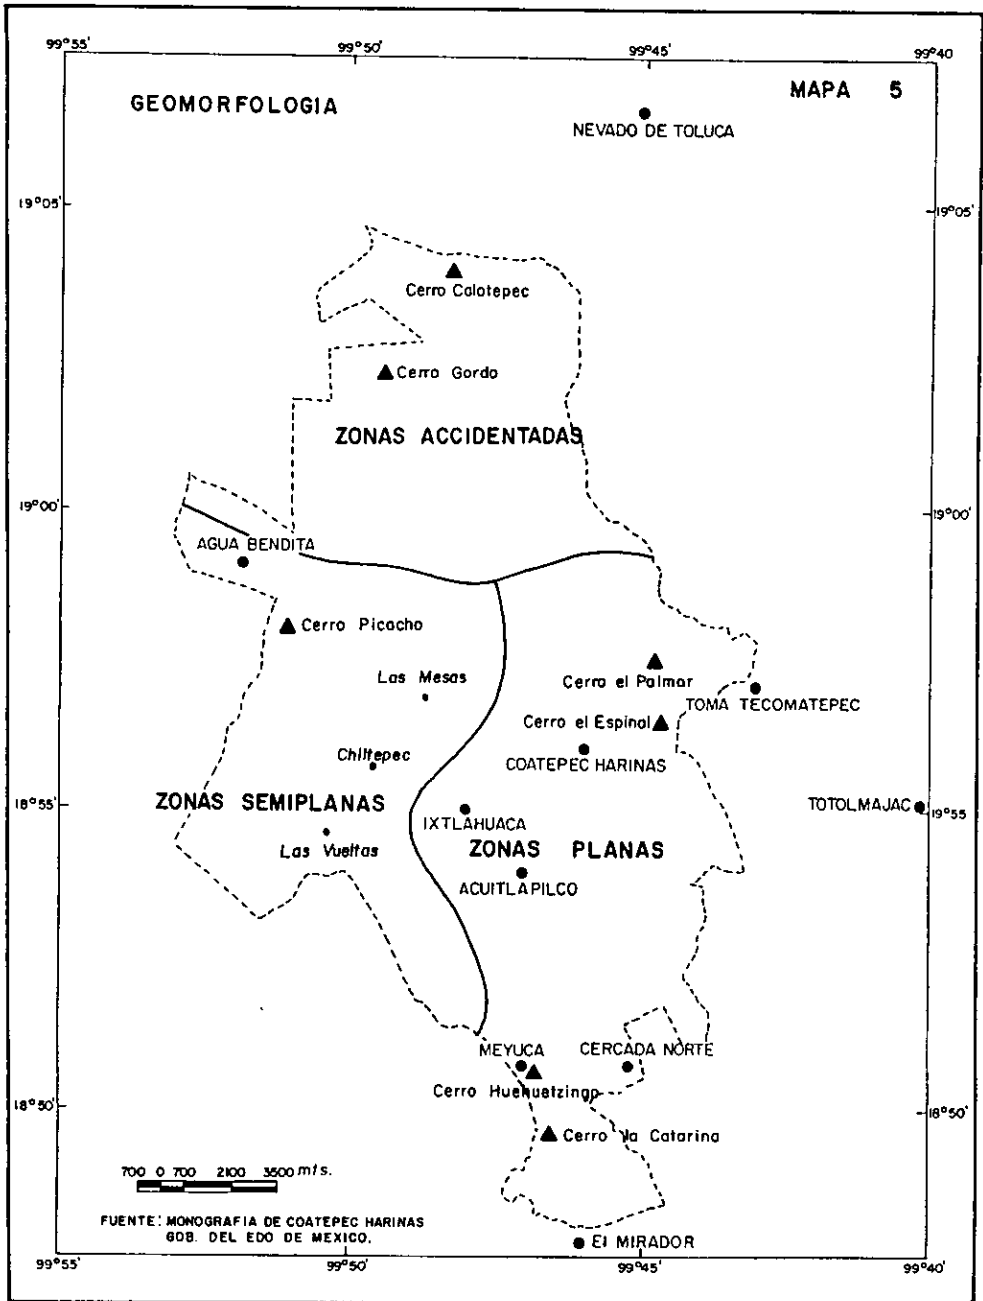 99°55' 99°50' 99°45' 99°40
GEOMORFOLOGIA
MAPA 5
NEVADO DE TOLUCA
19°05' 19°05'
Cerro Calotepec
Cerro Gordo
ZONAS ACCIDENTADAS
19°00' 19°00'
AGUA BENDITA
Cerro Picacho
Las Mesas
Cerro el Palmar
TOMA TECOMATEPEC
Cerro el Espinal
Chiltepec
COATEPEC HARINAS
18°55' 19°55'
ZONAS SEMIPLANAS
TOTOLMAJAC
IXTLAHUACA
Las Vueltas
ZONAS PLANAS
ACUITLAPILCO
MEYUCA
CERCADA NORTE
Cerro Huehuetzingo
18°50' 18°50'
Cerro la Catarina
700 0 700 2100 3500 mts.
FUENTE: MONOGRAFIA DE COATEPEC HARINAS
GOB. DEL EDO DE MEXICO.
El MIRADOR
99°55' 99°50' 99°45' 99°40'